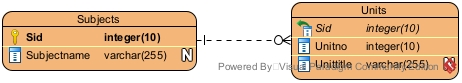 Subjects
Sid integer(10)
Subjectname varchar(255) N
Units
Sid integer(10)
Unitno integer(10)
Unittitle varchar(255) N
Powered By Visual Paradigm Community Edition